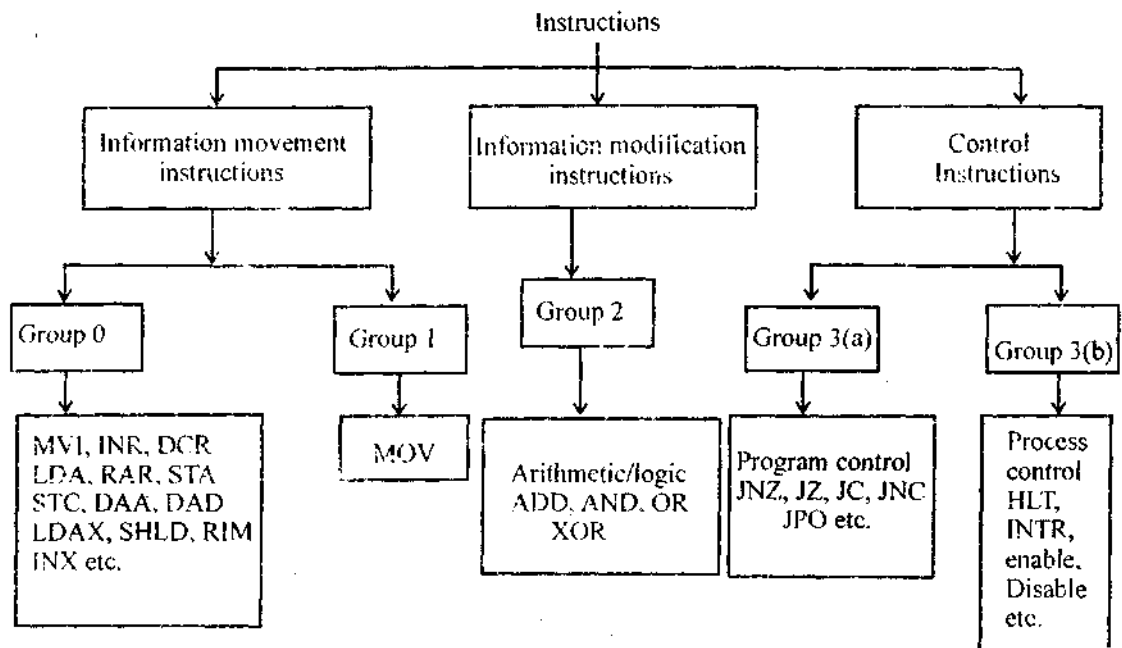 Instructions
Information movement
instructions
Information modification
instructions
Control
Instructions
Group 0
Group 1
Group 2
Group 3(a)
Group 3(b)
MVI, INR, DCR
LDA, RAR, STA
STC, DAA, DAD
LDAX, SHLD, RIM
INX etc.
MOV
Arithmetic/logic
ADD, AND, OR
XOR
Program control
JNZ, JZ, JC, JNC
JPO etc.
Process
control
HLT,
INTR,
enable,
Disable
etc.